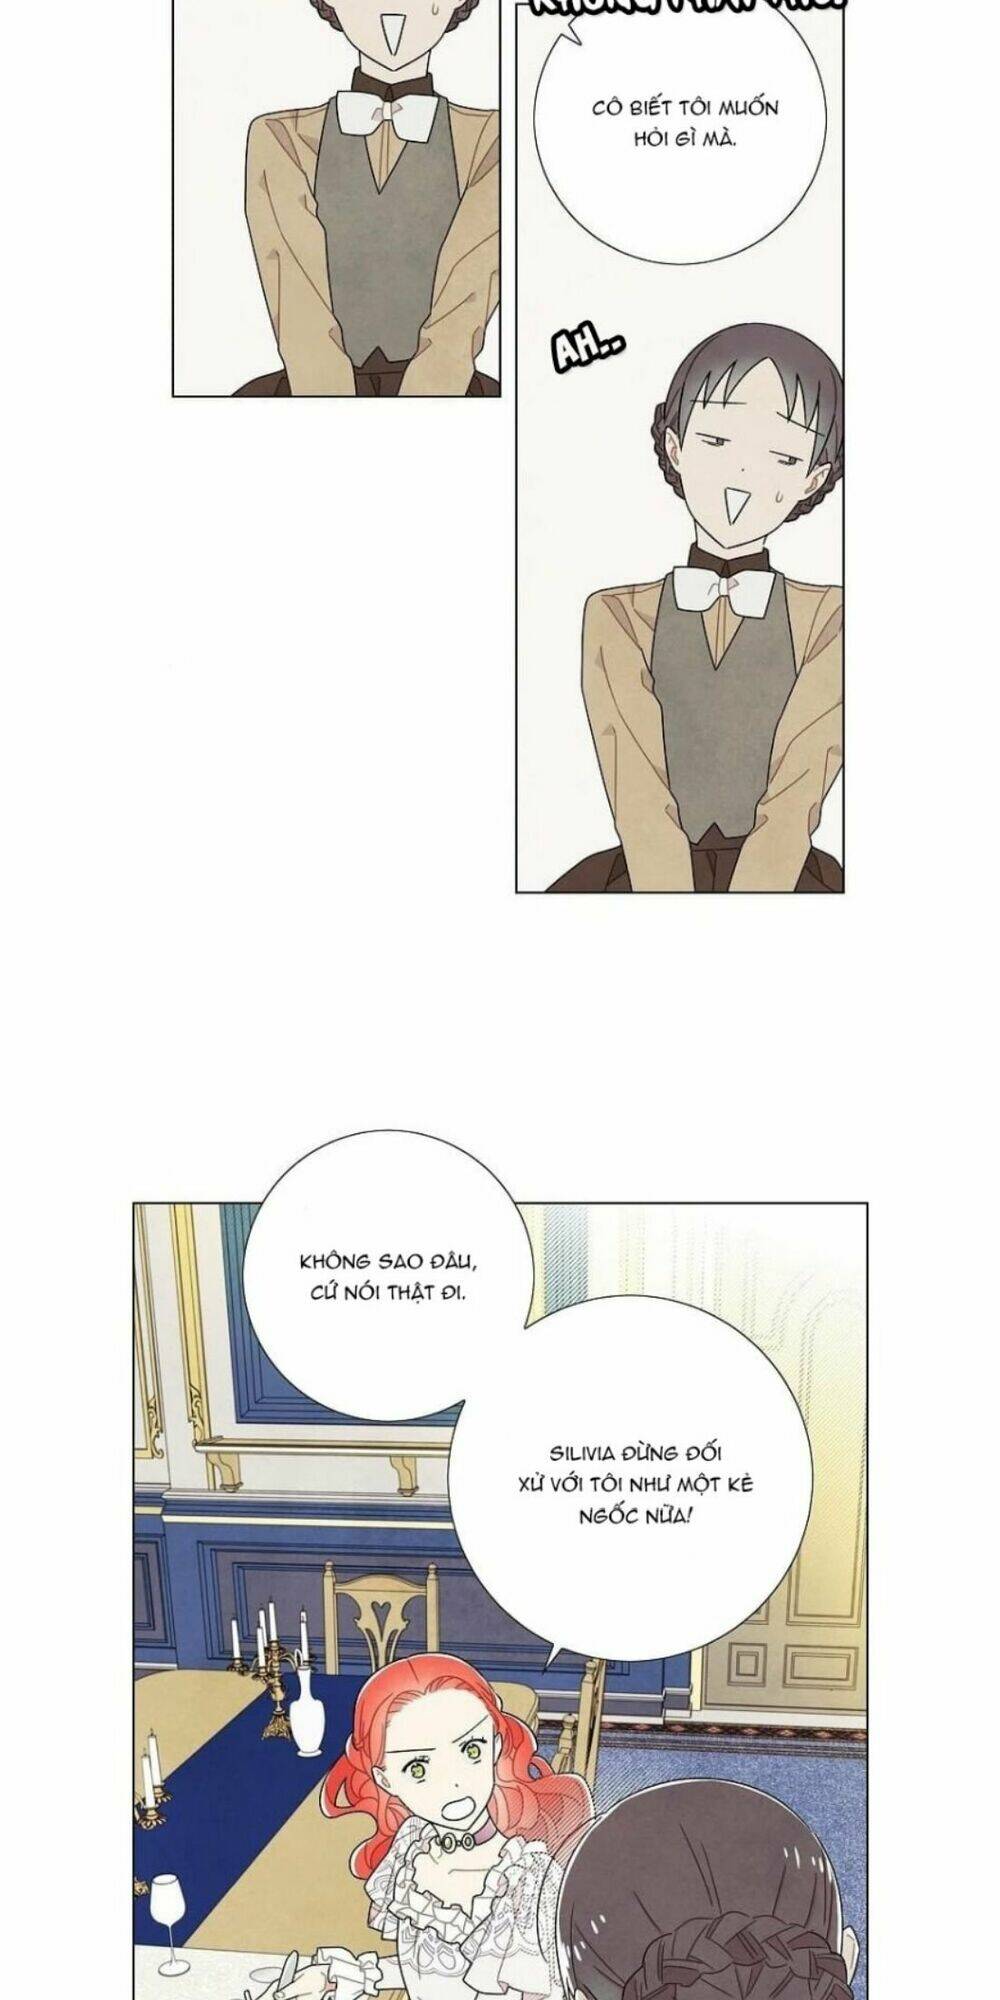 CÔ BIẾT TÔI MUỐN
HỎI GÌ MÀ.
AH...
KHÔNG SAO ĐÂU,
CỨ NÓI THẬT ĐI.
SILIVIA ĐỪNG ĐỐI
XỬ VỚI TÔI NHƯ MỘT KẺ
NGỐC NỮA!